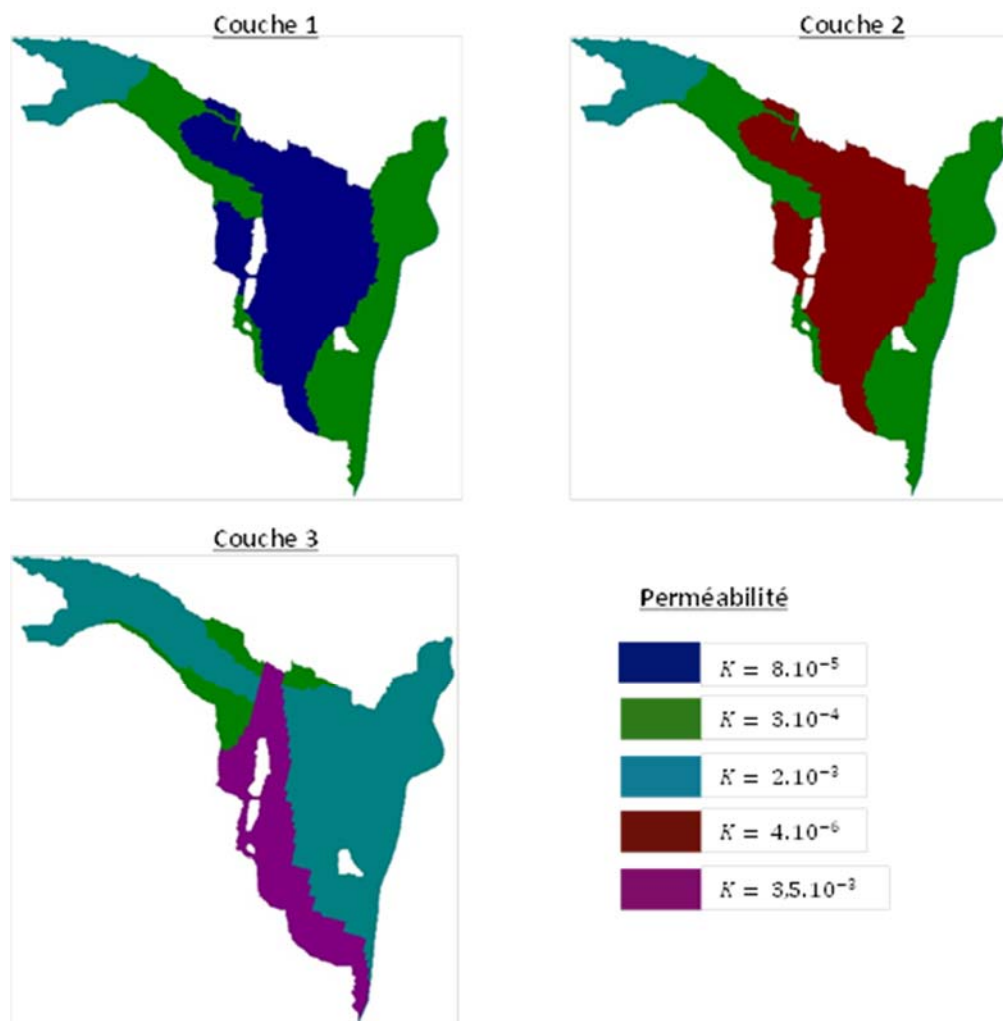 Couche 1
Couche 2
Couche 3
Perméabilité
K = 8.10⁻⁵
K = 3.10⁻⁴
K = 2.10⁻³
K = 4.10⁻⁶
K = 3,5.10⁻³